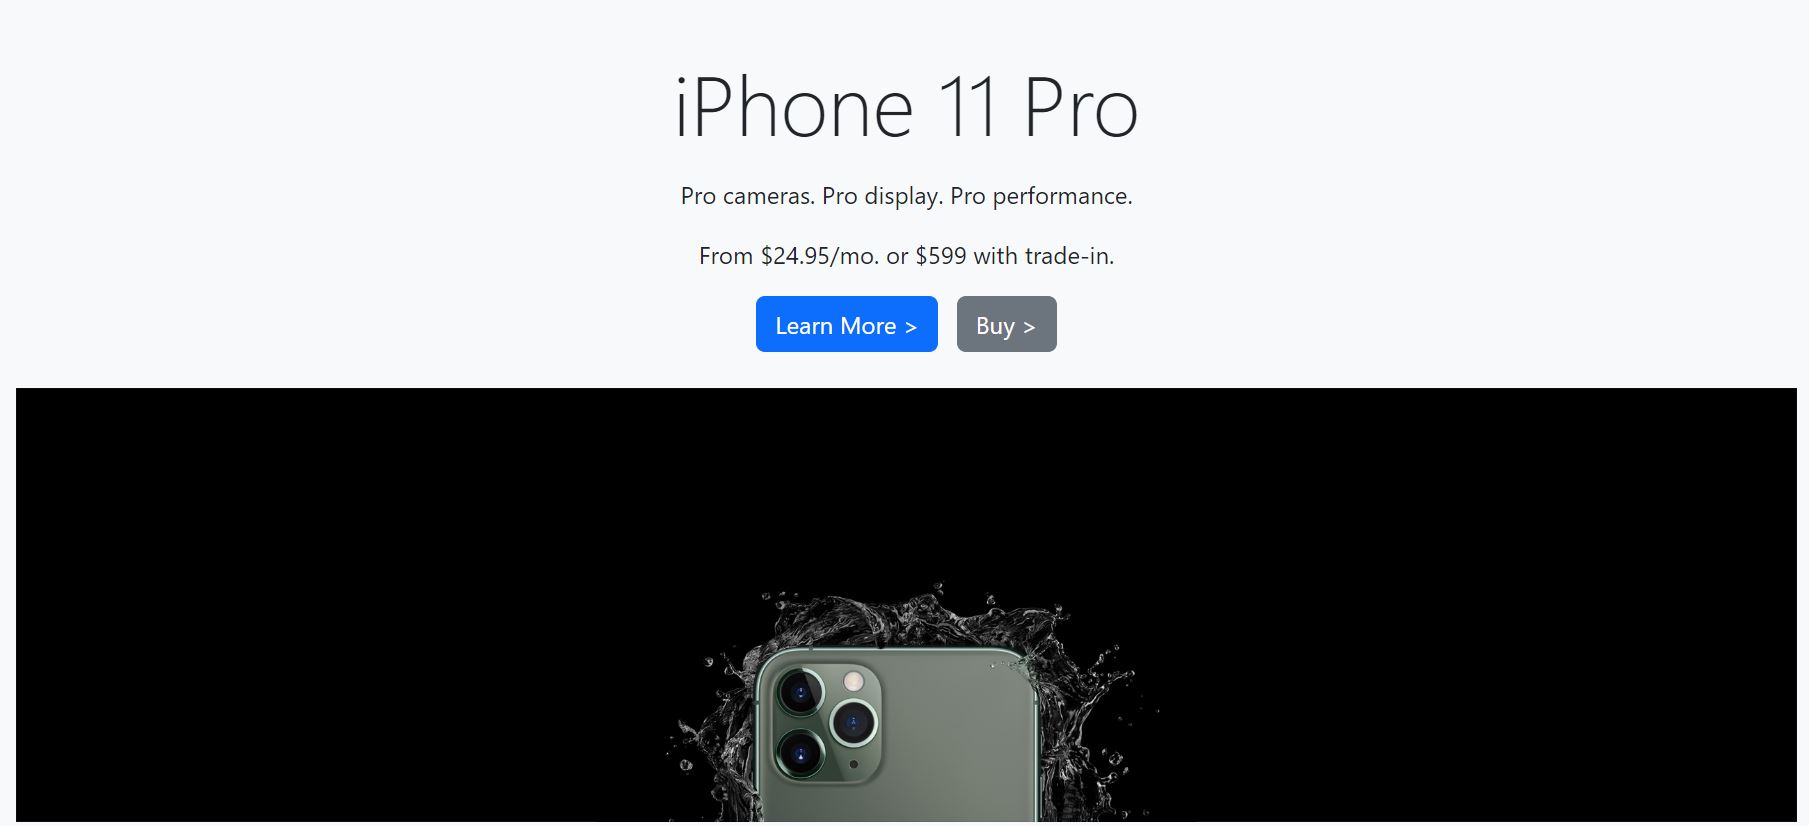 iPhone 11 Pro
Pro cameras. Pro display. Pro performance.
From $24.95/mo. or $599 with trade-in.
Learn More > Buy >